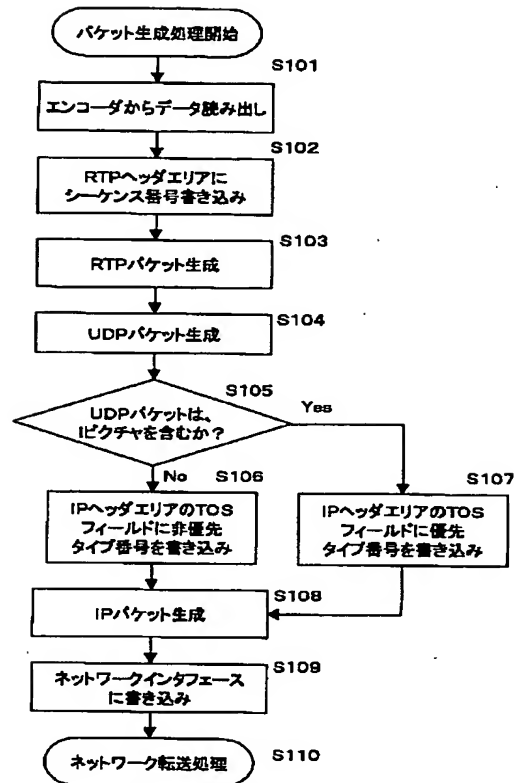 パケット生成処理開始
S101
エンコーダからデータ読み出し
S102
RTPヘッダエリアに
シーケンス番号書き込み
S103
RTPパケット生成
S104
UDPパケット生成
S105
UDPパケットは、
Iピクチャを含むか?
Yes
No
S106
IPヘッダエリアのTOS
フィールドに非優先
タイプ番号を書き込み
S107
IPヘッダエリアのTOS
フィールドに優先
タイプ番号を書き込み
S108
IPパケット生成
S109
ネットワークインタフェース
に書き込み
ネットワーク転送処理
S110